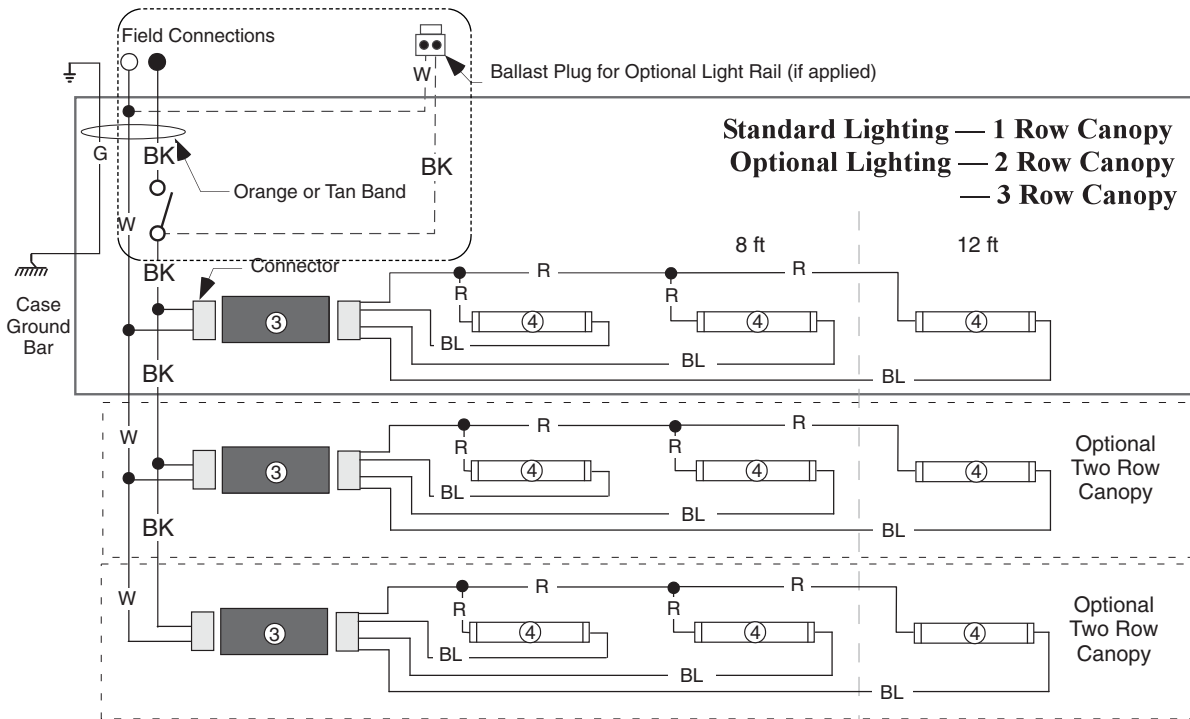 Field Connections
W
Ballast Plug for Optional Light Rail (if applied)
Standard Lighting — 1 Row Canopy
Optional Lighting — 2 Row Canopy
— 3 Row Canopy
G
BK
BK
Orange or Tan Band
W
8 ft
12 ft
BK
Connector
Case
Ground
Bar
R
R
R
R
3
4
4
4
BL
BL
BL
BK
W
R
R
R
R
3
4
4
4
BL
BL
BL
Optional
Two Row
Canopy
BK
W
R
R
R
R
3
4
4
4
BL
BL
BL
Optional
Two Row
Canopy